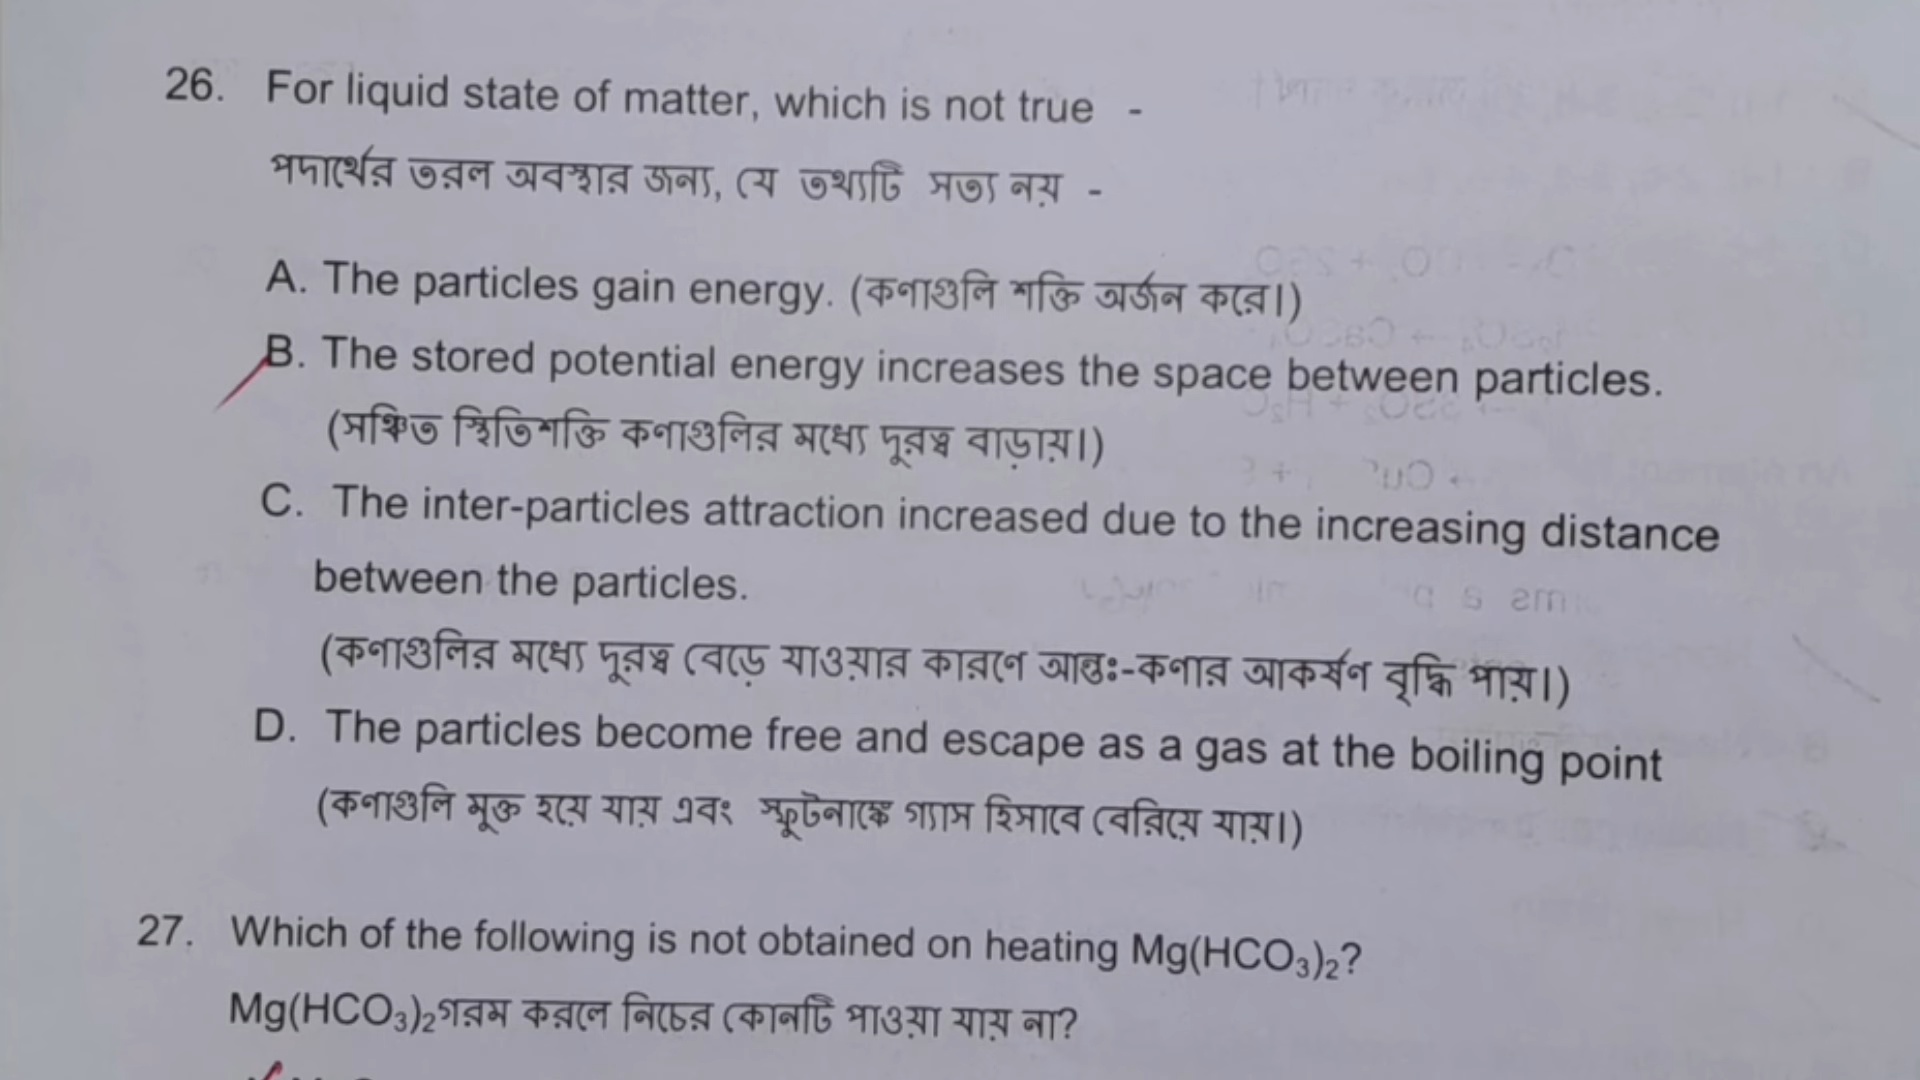 26. For liquid state of matter, which is not true -
পদার্থের তরল অবস্থার জন্য, যে তথ্যটি সত্য নয় -
A. The particles gain energy. (কণাগুলি শক্তি অর্জন করে।)
B. The stored potential energy increases the space between particles.
(সঞ্চিত স্থিতিশক্তি কণাগুলির মধ্যে দূরত্ব বাড়ায়।)
C. The inter-particles attraction increased due to the increasing distance
between the particles.
(কণাগুলির মধ্যে দূরত্ব বেড়ে যাওয়ার কারণে আন্তঃ-কণার আকর্ষণ বৃদ্ধি পায়।)
D. The particles become free and escape as a gas at the boiling point
(কণাগুলি মুক্ত হয়ে যায় এবং স্ফুটনাঙ্কে গ্যাস হিসাবে বেরিয়ে যায়।)
27. Which of the following is not obtained on heating Mg(HCO₃)₂?
Mg(HCO₃)₂গরম করলে নিচের কোনটি পাওয়া যায় না?